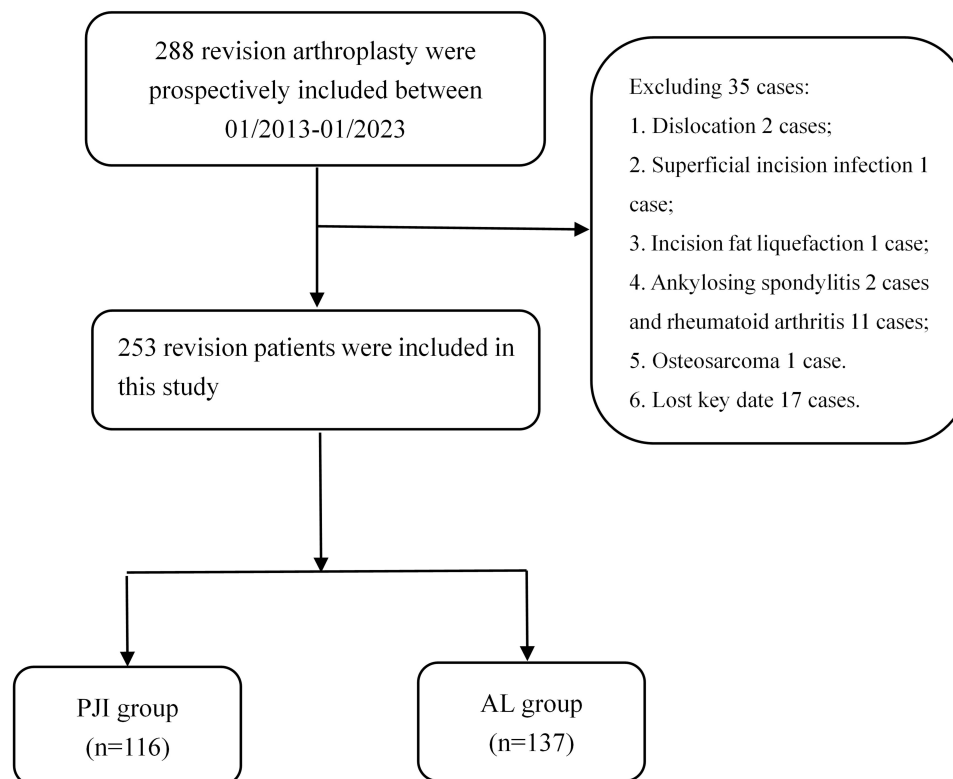 288 revision arthroplasty were
prospectively included between
01/2013-01/2023
Excluding 35 cases:
1. Dislocation 2 cases;
2. Superficial incision infection 1
case;
3. Incision fat liquefaction 1 case;
4. Ankylosing spondylitis 2 cases
and rheumatoid arthritis 11 cases;
5. Osteosarcoma 1 case.
6. Lost key date 17 cases.
253 revision patients were included in
this study
PJI group
(n=116)
AL group
(n=137)